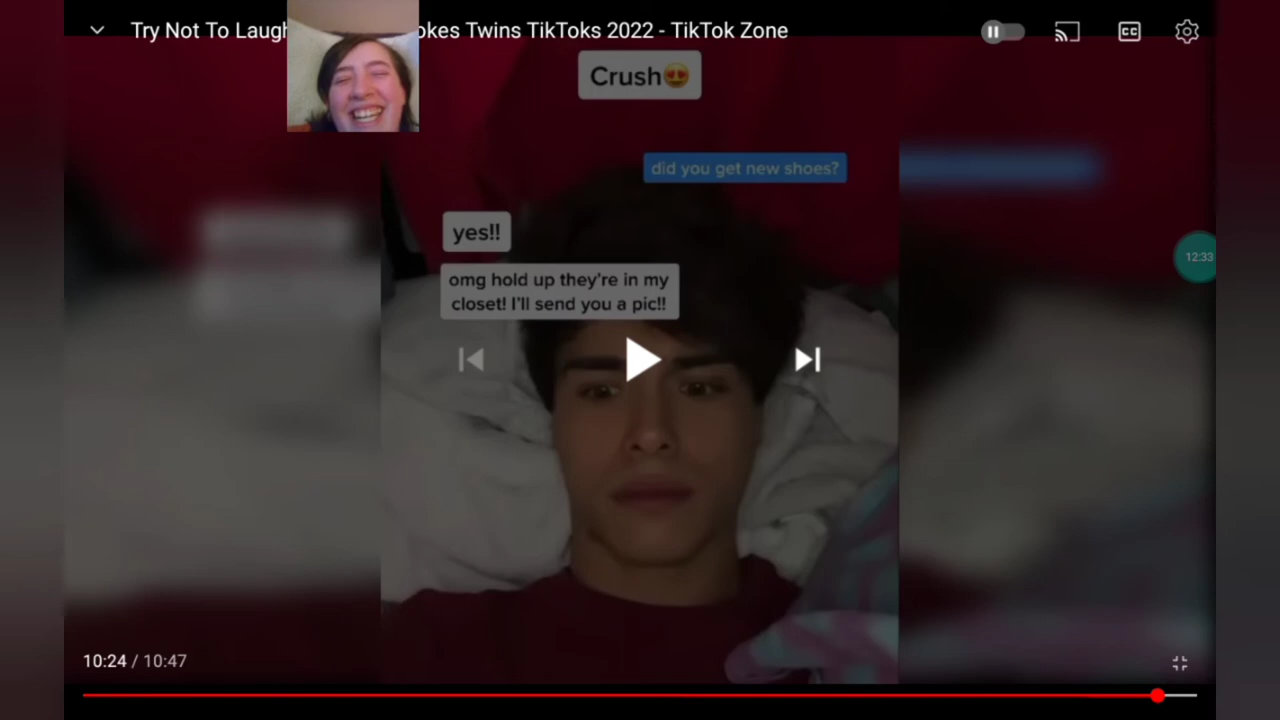 Try Not To Laugh okes Twins TikToks 2022 - TikTok Zone
CC
Crush😍
did you get new shoes?
yes!!
omg hold up they're in my
closet! I'll send you a pic!!
12:33
10:24 / 10:47